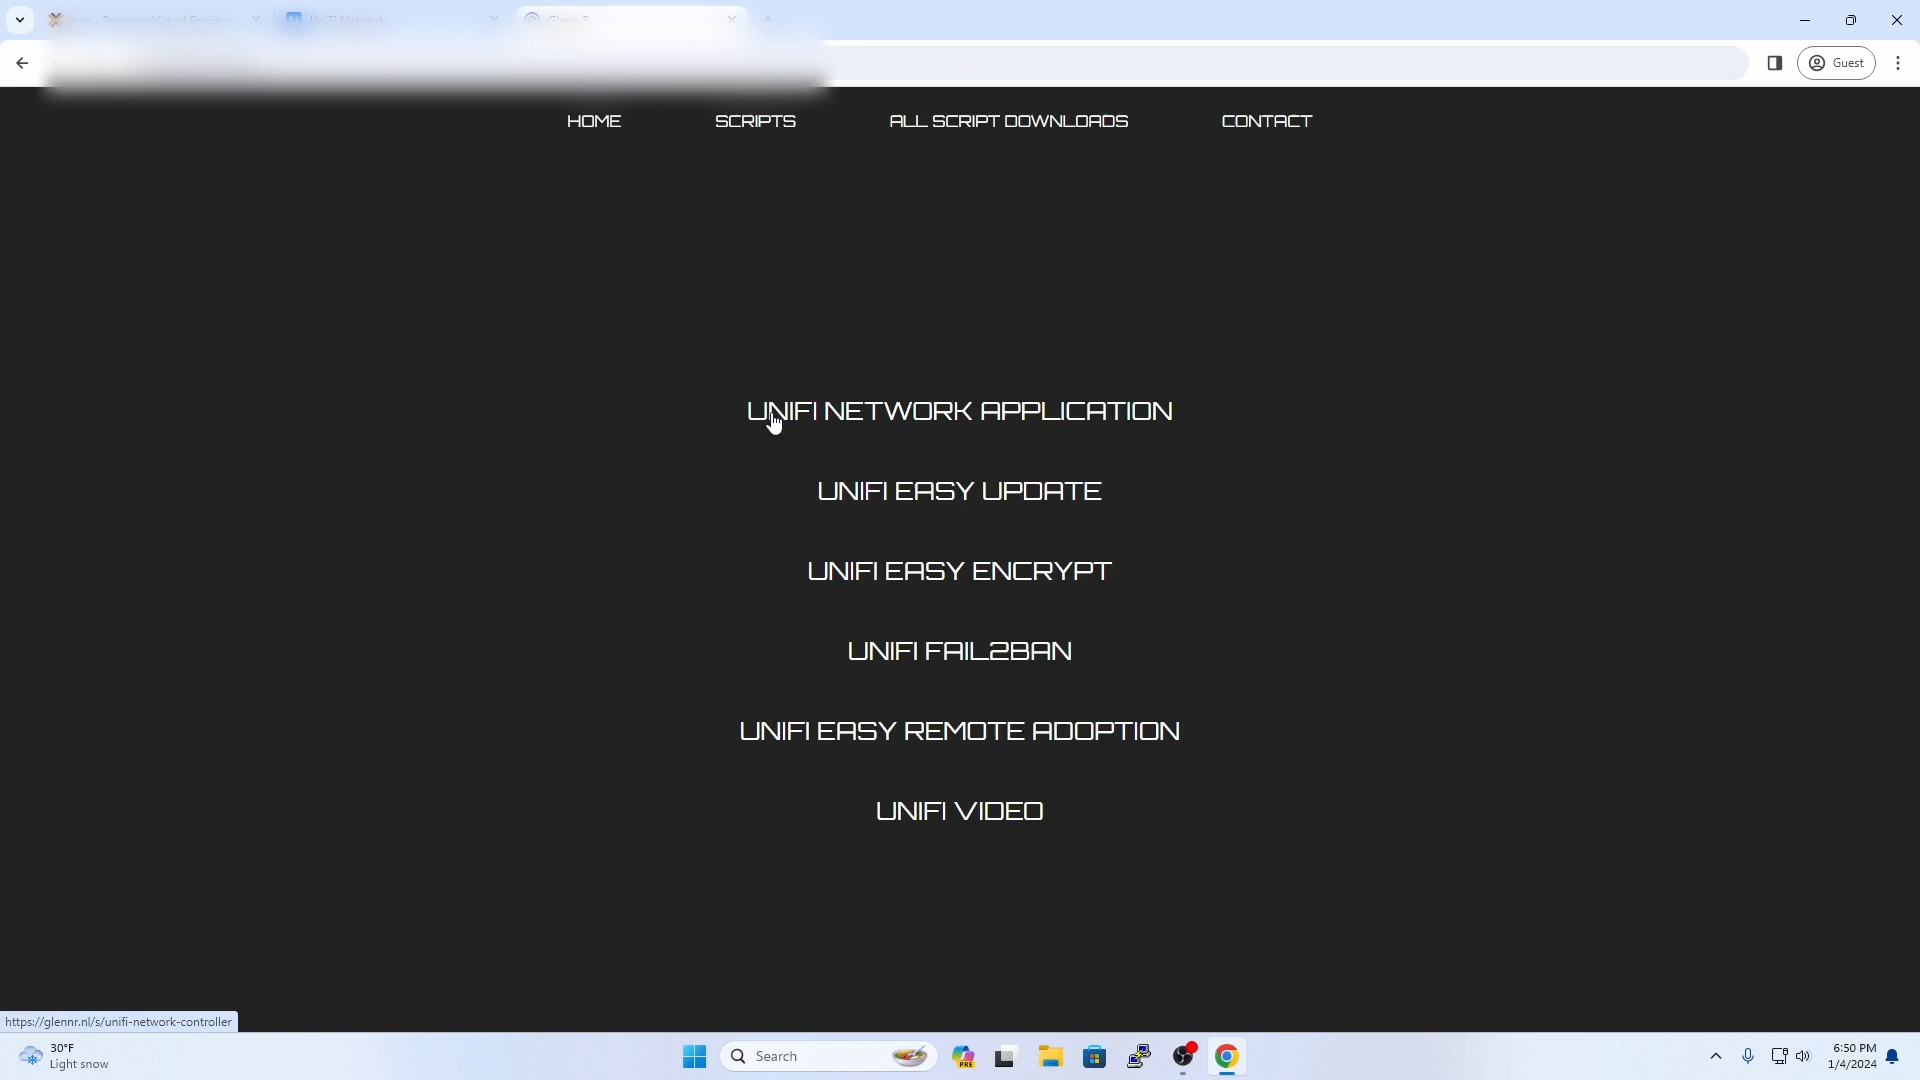 Guest
HOME SCRIPTS ALL SCRIPT DOWNLOADS CONTACT
UNIFI NETWORK APPLICATION
UNIFI EASY UPDATE
UNIFI EASY ENCRYPT
UNIFI FAIL2BAN
UNIFI EASY REMOTE ADOPTION
UNIFI VIDEO
https://glennr.nl/s/unifi-network-controller
30°F
Light snow
Search
PRE
6:50 PM
1/4/2024